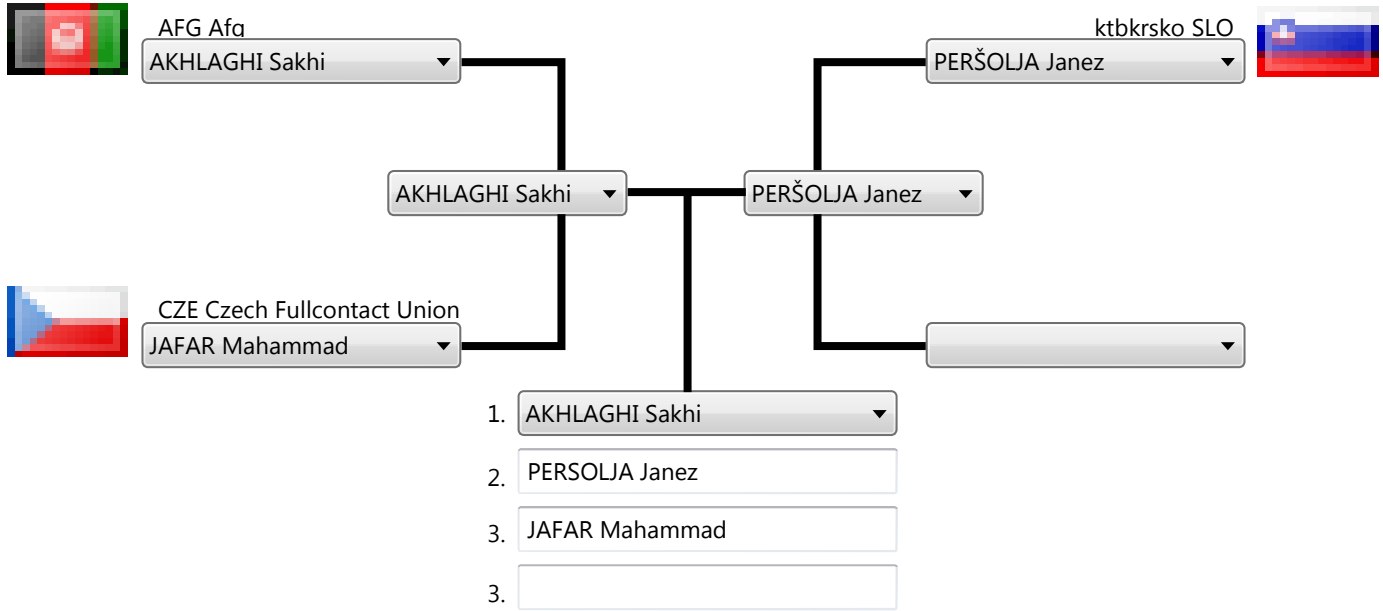 AFG Afg
AKHLAGHI Sakhi
ktbkrsko SLO
PERŠOLJA Janez
AKHLAGHI Sakhi
PERŠOLJA Janez
CZE Czech Fullcontact Union
JAFAR Mahammad
1. AKHLAGHI Sakhi
2. PERSOLJA Janez
3. JAFAR Mahammad
3.